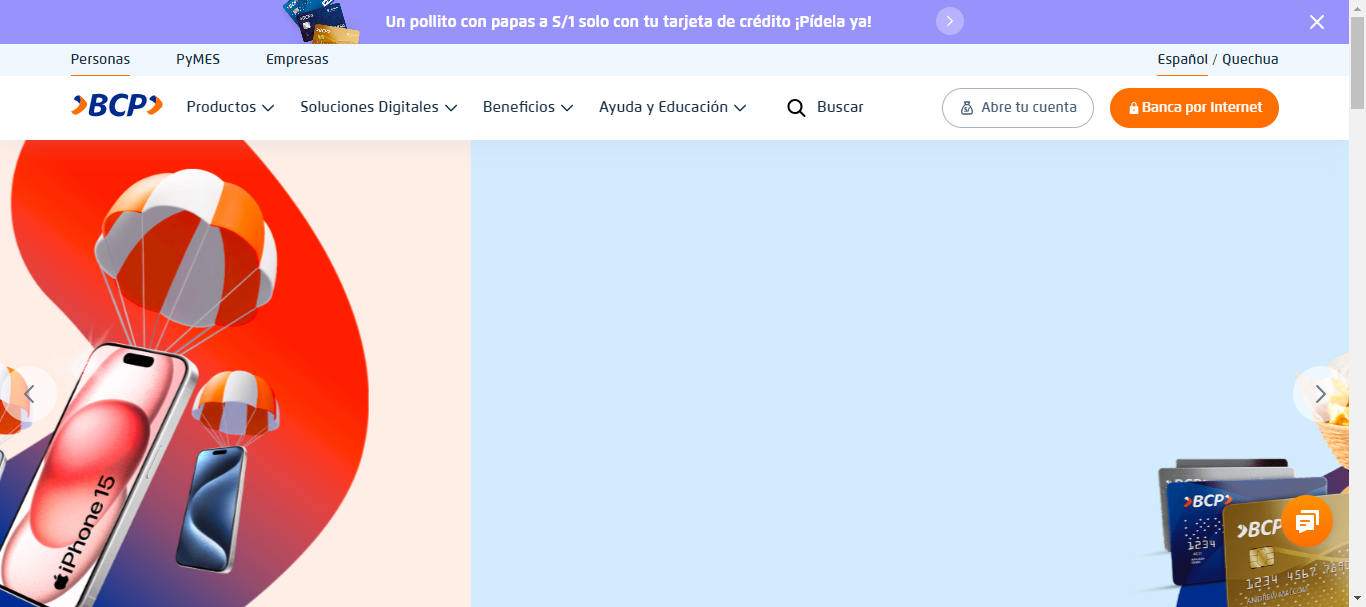 Un pollito con papas a S/1 solo con tu tarjeta de crédito ¡Pídela ya!
Personas PyMES Empresas Español / Quechua
BCP Productos Soluciones Digitales Beneficios Ayuda y Educación Buscar Abre tu cuenta Banca por Internet
iPhone 15
BCP
BCP
1234
1234 4567 7890